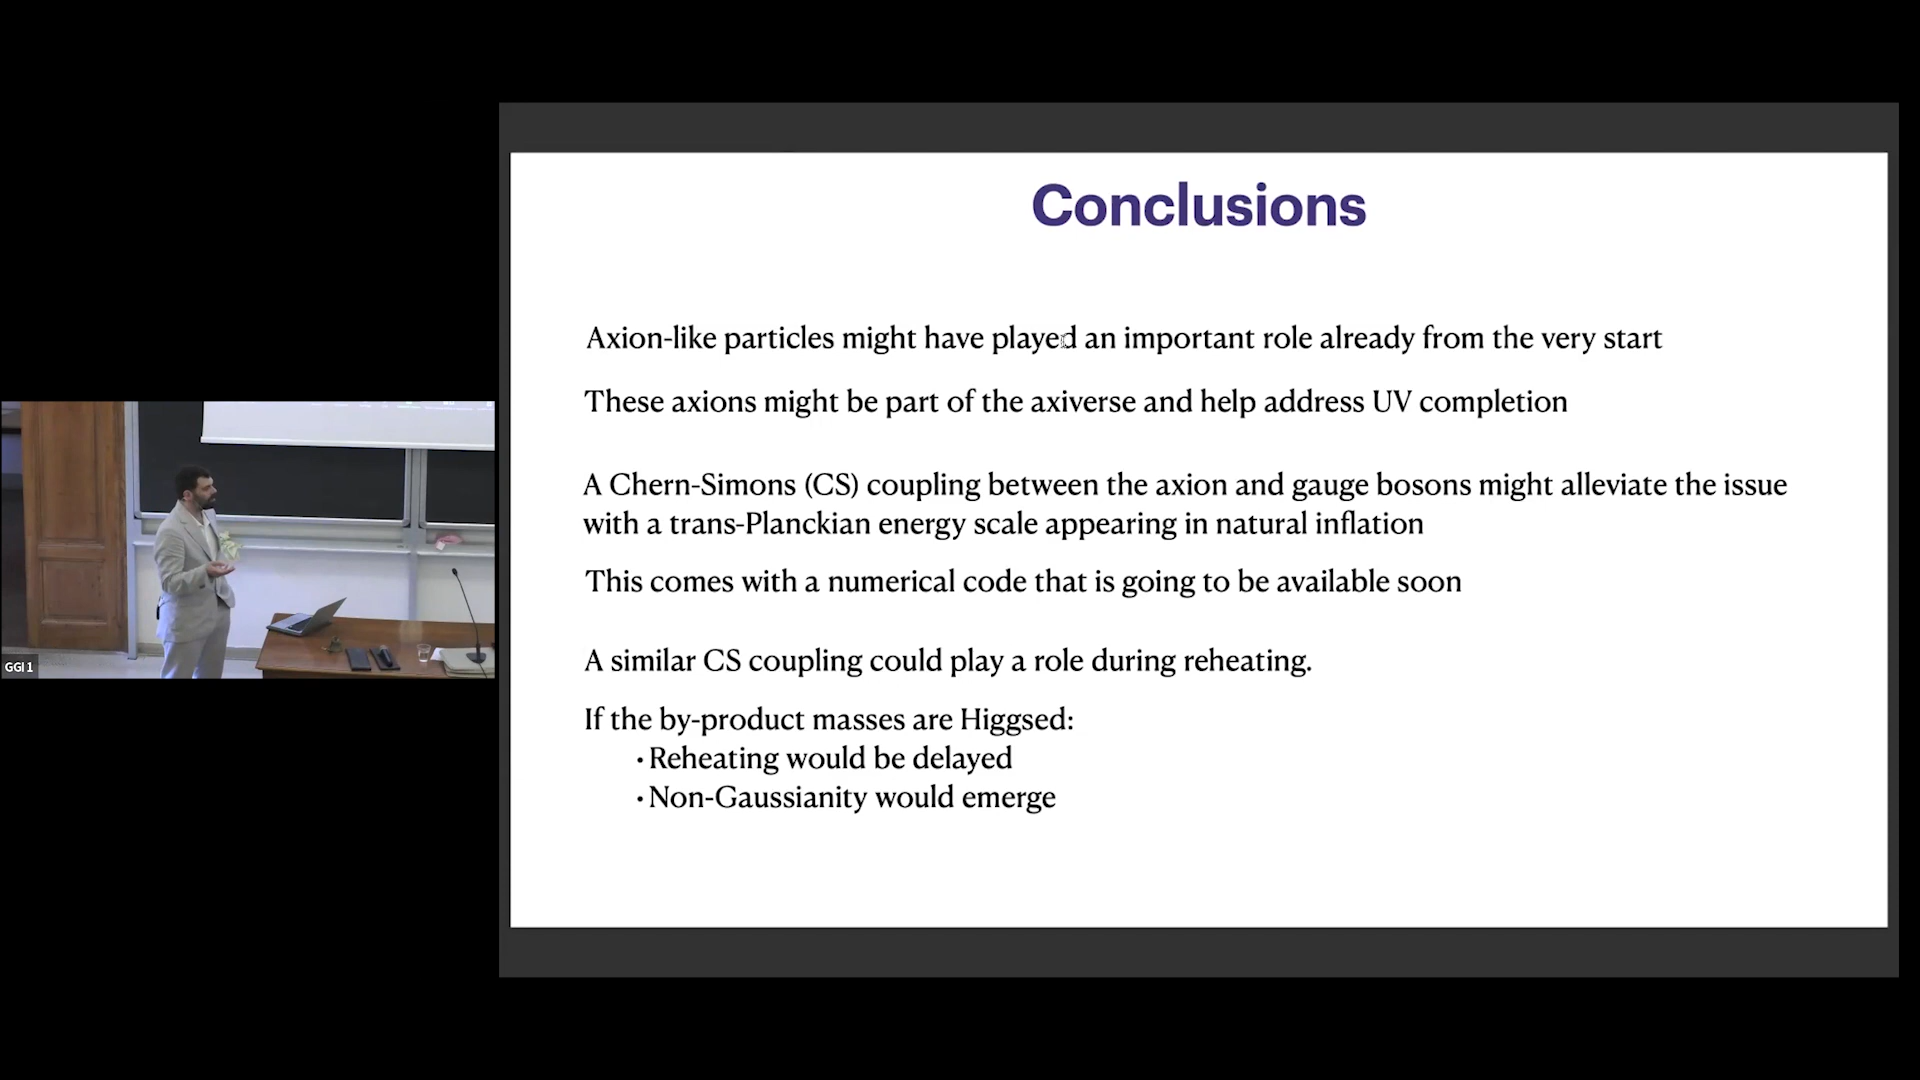 Conclusions
Axion-like particles might have played an important role already from the very start
These axions might be part of the axiverse and help address UV completion
A Chern-Simons (CS) coupling between the axion and gauge bosons might alleviate the issue
with a trans-Planckian energy scale appearing in natural inflation
This comes with a numerical code that is going to be available soon
A similar CS coupling could play a role during reheating.
If the by-product masses are Higgsed:
• Reheating would be delayed
• Non-Gaussianity would emerge
GGI 1